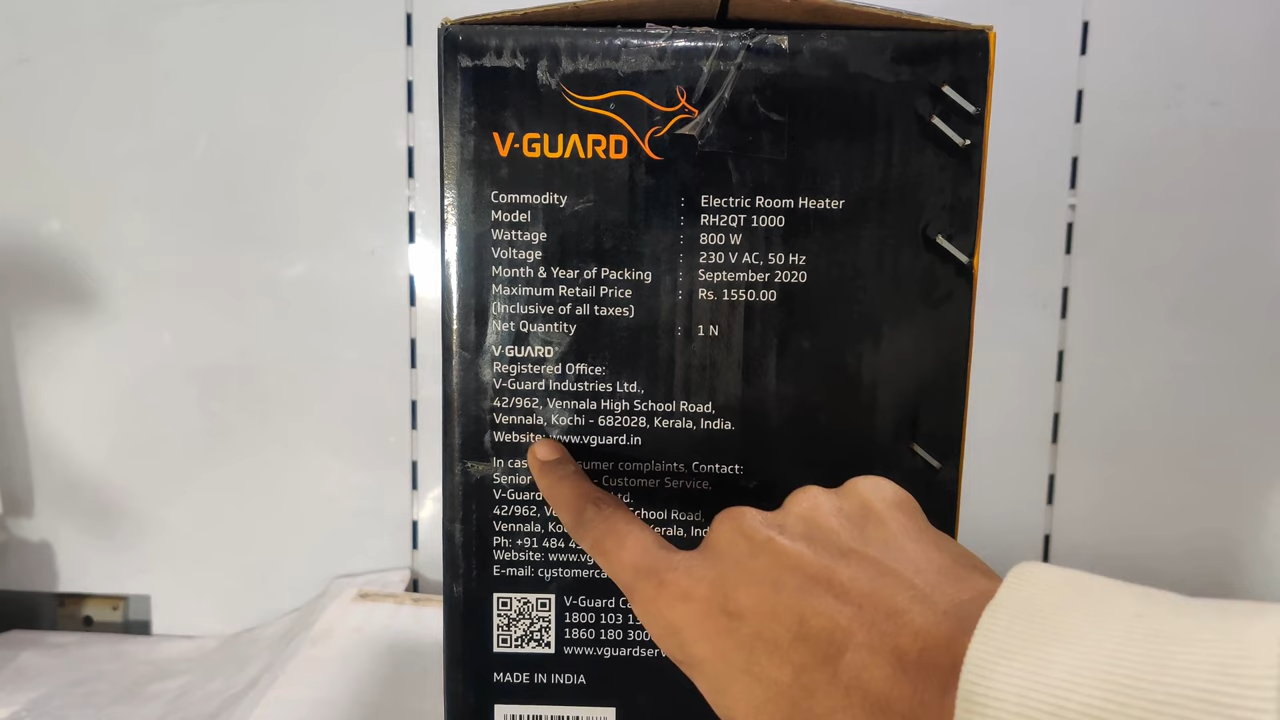 V-GUARD
Commodity : Electric Room Heater
Model : RH2QT 1000
Wattage : 800 W
Voltage : 230 V AC, 50 Hz
Month & Year of Packing : September 2020
Maximum Retail Price : Rs. 1550.00
(Inclusive of all taxes)
Net Quantity : 1 N
V-GUARD
Registered Office:
V-Guard Industries Ltd.,
42/962, Vennala High School Road,
Vennala, Kochi - 682028, Kerala, India.
Website: www.vguard.in
In complaints, Contact:
Senior - Customer Service,
V-Guard
42/962, School Road,
Vennala,
Ph: +91 484
Website:
E-mail:
V-Guard
1800 103
1860 180
MADE IN INDIA